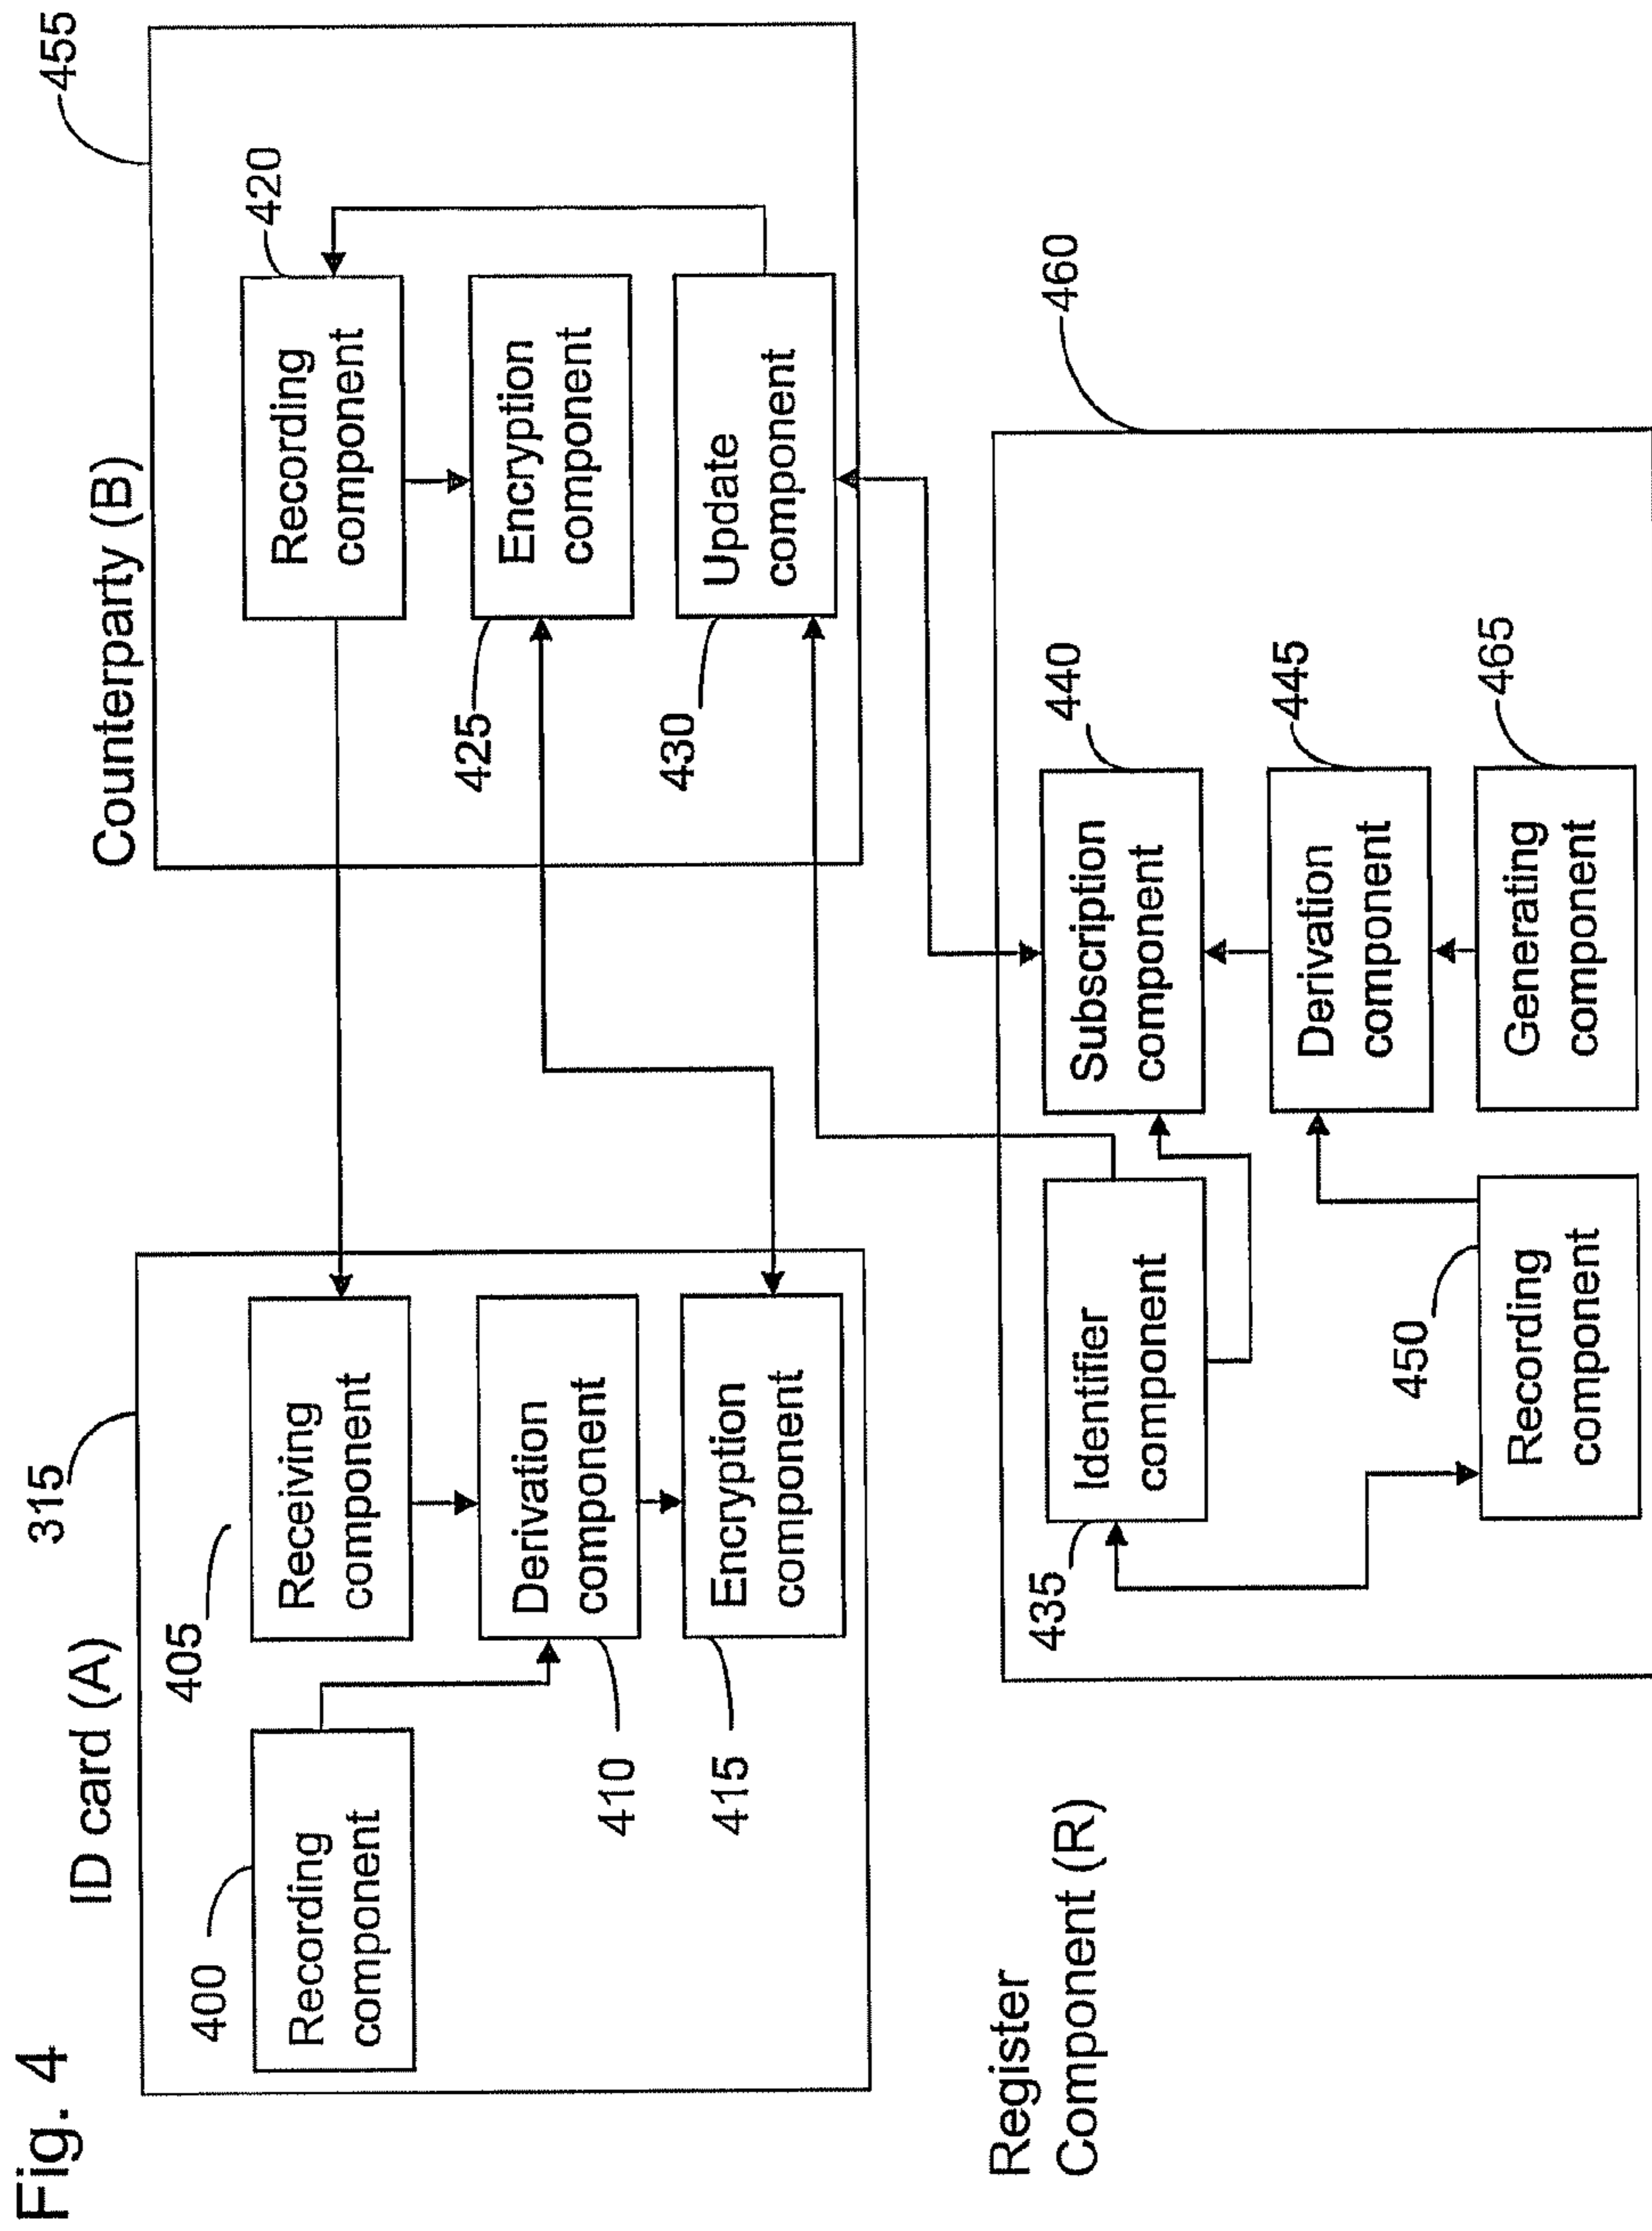 Fig. 4
ID card (A)
315
400
Recording
component
405
Receiving
component
Derivation
component
410
Encryption
component
415
Counterparty (B)
455
Recording
component
420
Encryption
component
425
Update
component
430
Register
Component (R)
460
Identifier
component
435
Subscription
component
440
Derivation
component
445
Recording
component
450
Generating
component
465